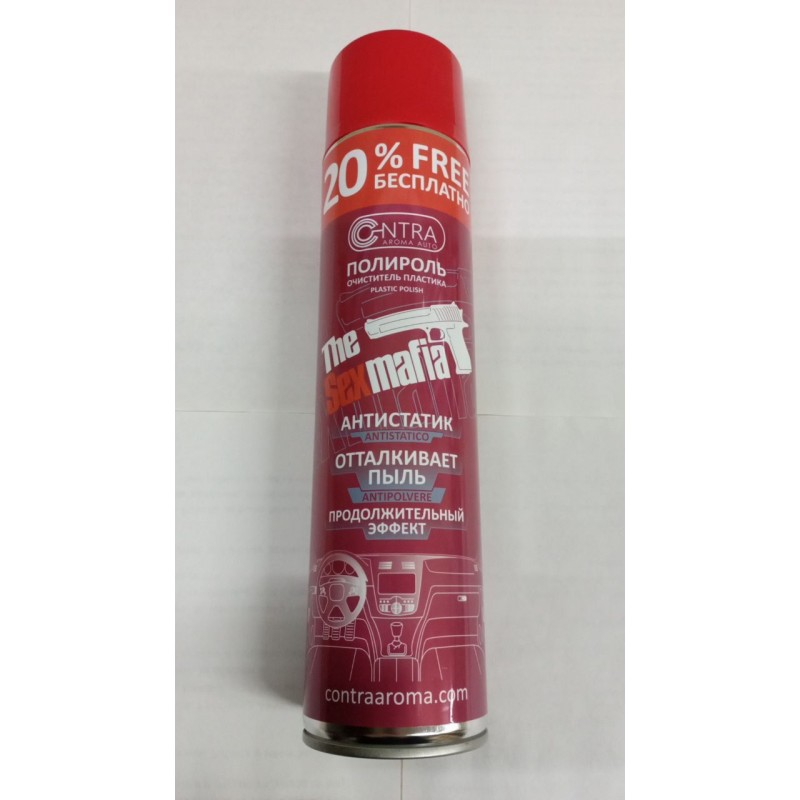 20 % FREE
БЕСПЛАТНО
CONTRA
AROMA AUTO
ПОЛИРОЛЬ
ОЧИСТИТЕЛЬ ПЛАСТИКА
PLASTIC POLISH
The
Sexmafia
АНТИСТАТИК
ANTISTATICO
ОТТАЛКИВАЕТ
ПЫЛЬ
ANTIPOLVERE
ПРОДОЛЖИТЕЛЬНЫЙ
ЭФФЕКТ
contraaroma.com